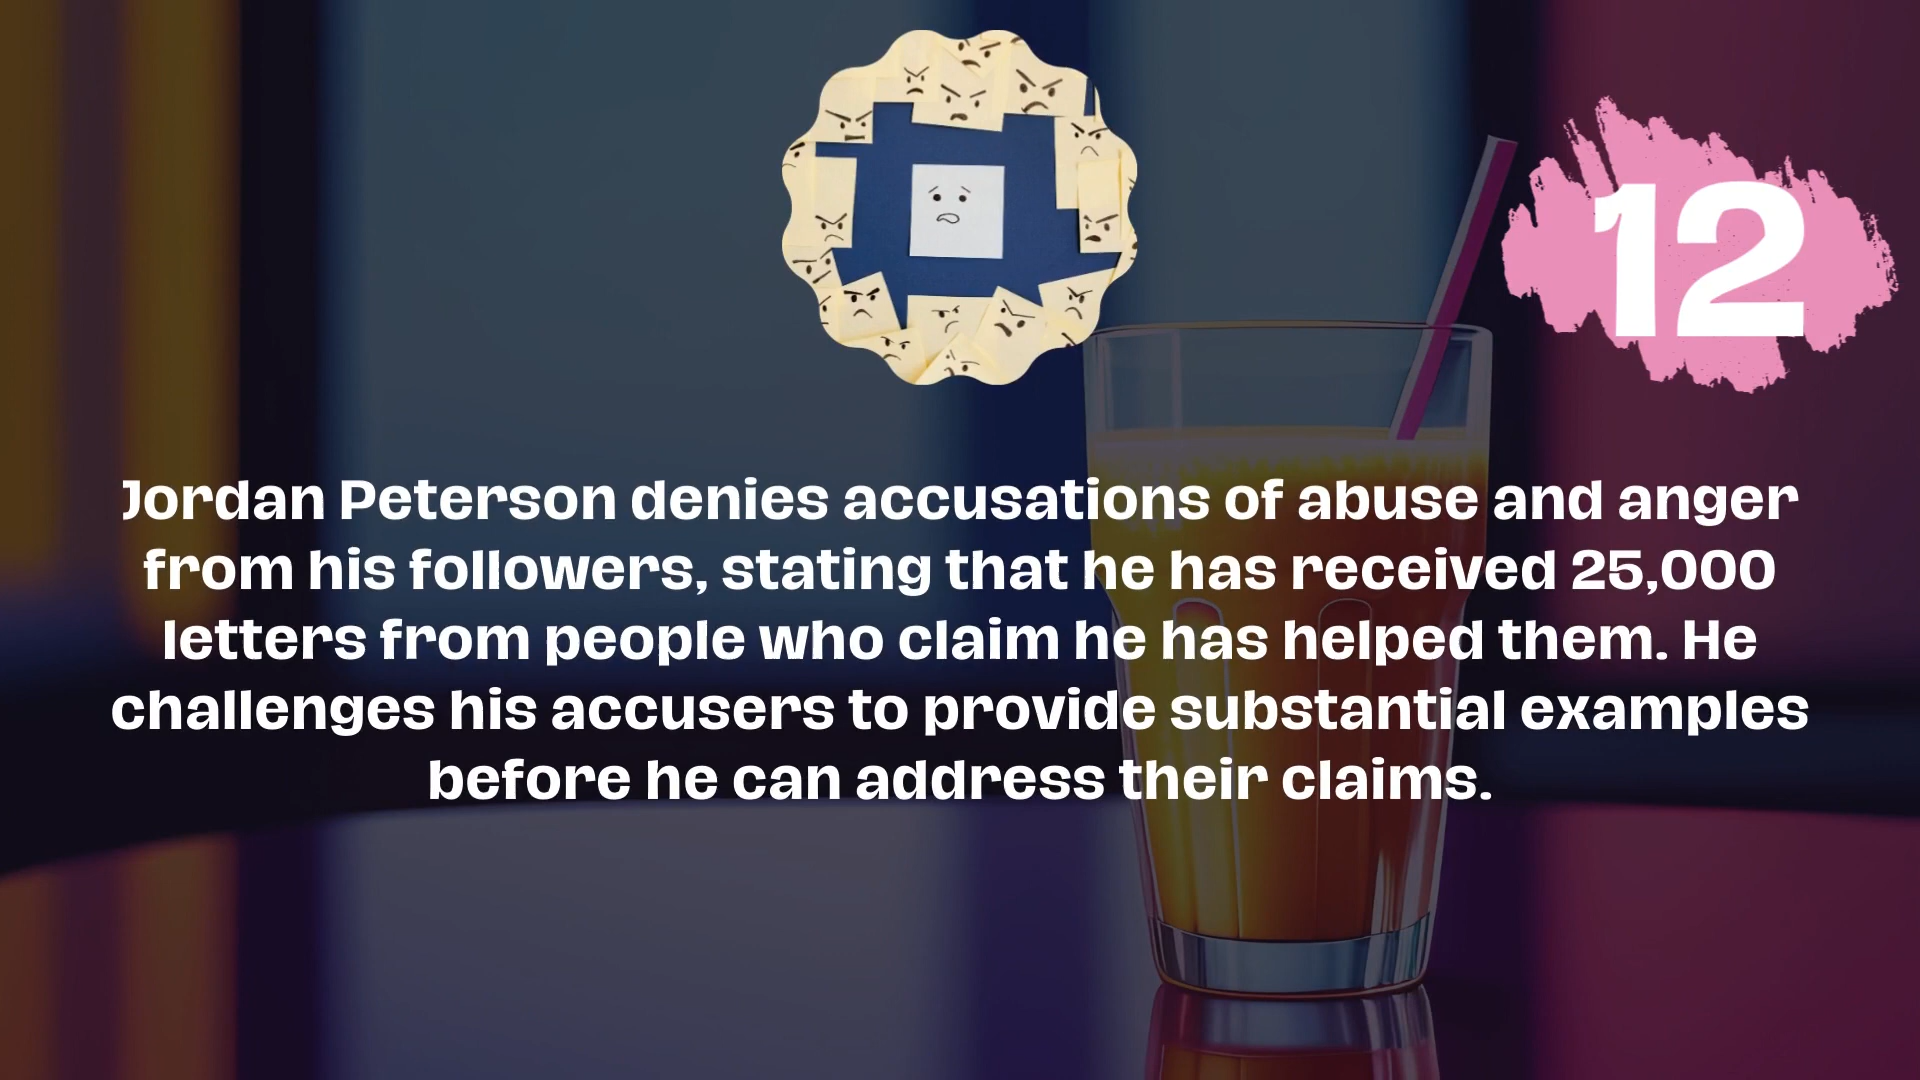 12
Jordan Peterson denies accusations of abuse and anger
from his followers, stating that he has received 25,000
letters from people who claim he has helped them. He
challenges his accusers to provide substantial examples
before he can address their claims.